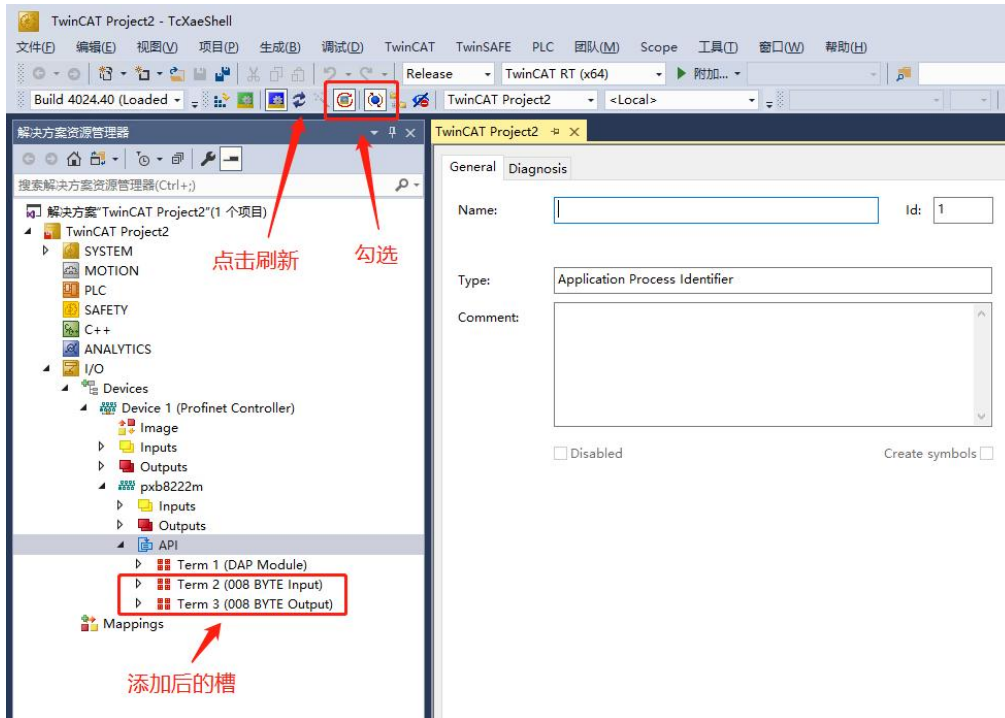 TwinCAT Project2 - TcXaeShell
文件(F) 编辑(E) 视图(V) 项目(P) 生成(B) 调试(D) TwinCAT TwinSAFE PLC 团队(M) Scope 工具(T) 窗口(W) 帮助(H)
Release TwinCAT RT (x64) 附加...
Build 4024.40 (Loaded TwinCAT Project2 <Local>
解决方案资源管理器
TwinCAT Project2
General Diagnosis
搜索解决方案资源管理器(Ctrl+;)
Name: Id: 1
解决方案"TwinCAT Project2"(1 个项目)
TwinCAT Project2
SYSTEM
MOTION
PLC
SAFETY
C++
ANALYTICS
点击刷新
勾选
Type: Application Process Identifier
Comment:
I/O
Devices
Device 1 (Profinet Controller)
Image
Inputs
Outputs
Disabled Create symbols
pxb8222m
Inputs
Outputs
API
Term 1 (DAP Module)
Term 2 (008 BYTE Input)
Term 3 (008 BYTE Output)
Mappings
添加后的槽